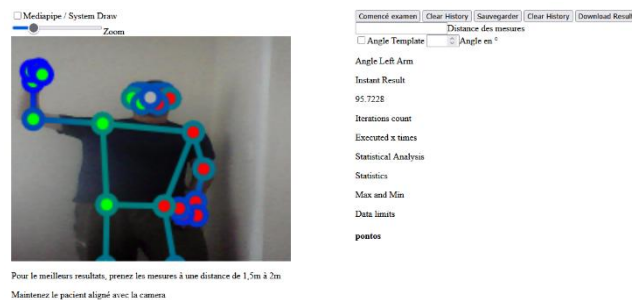 Mediapipe / System Draw
Zoom
Pour le meilleurs resultats, prenez les mesures à une distance de 1,5m à 2m
Maintenez le pacient aligné avec la camera
Comencé examen Clear History Sauvegarder Clear History Download Result
Distance des mesures
Angle Template Angle en °
Angle Left Arm
Instant Result
95.7228
Iterations count
Executed x times
Statistical Analysis
Statistics
Max and Min
Data limits
pontos